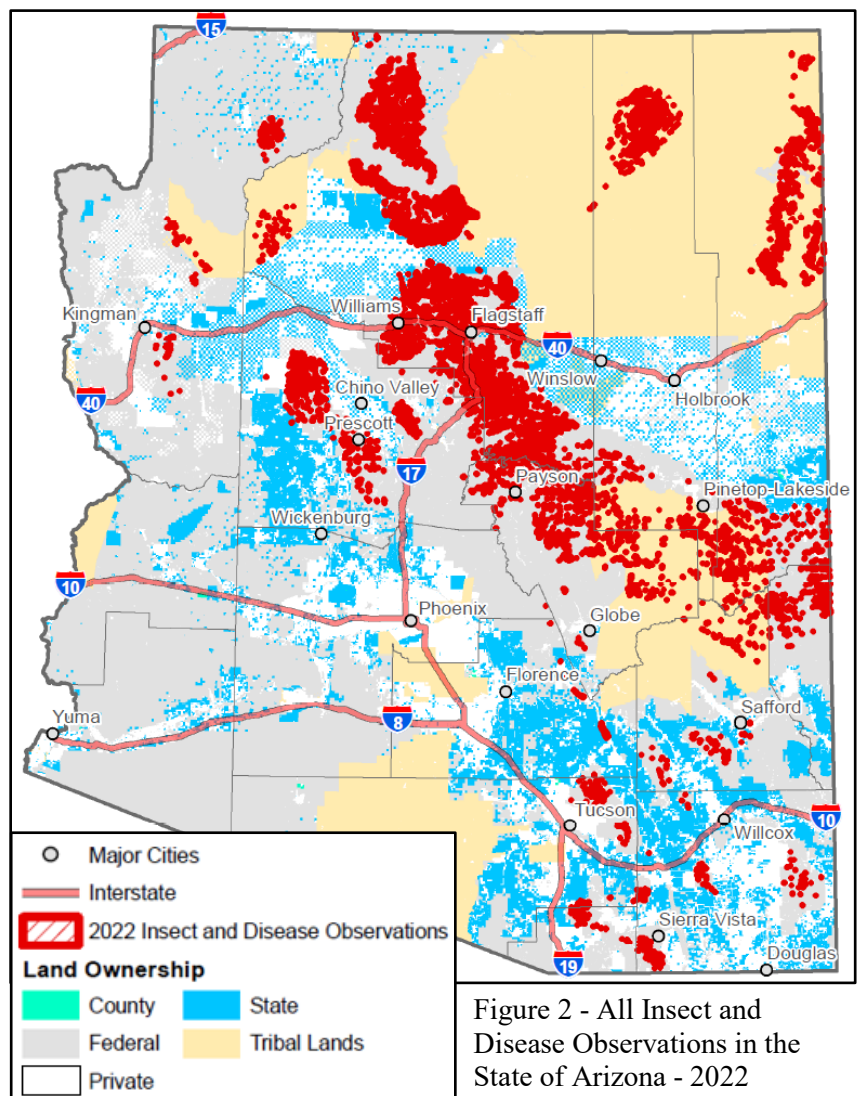 15
Kingman
Williams
Flagstaff
40
Winslow
Holbrook
40
Chino Valley
Prescott
17
Payson
Pinetop-Lakeside
Wickenburg
10
Phoenix
Globe
Florence
Yuma
8
Safford
Tucson
Willcox
10
Sierra Vista
Douglas
19
Major Cities
Interstate
2022 Insect and Disease Observations
Land Ownership
County State
Federal Tribal Lands
Private
Figure 2 - All Insect and
Disease Observations in the
State of Arizona - 2022